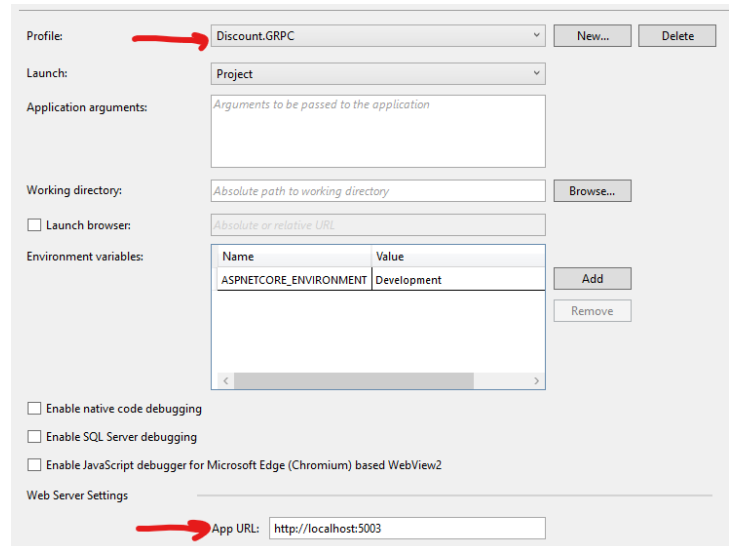 Profile: Discount.GRPC New... Delete
Launch: Project
Application arguments: Arguments to be passed to the application
Working directory: Absolute path to working directory Browse...
Launch browser: Absolute or relative URL
Environment variables: Name Value
ASPNETCORE_ENVIRONMENT Development Add
Remove
Enable native code debugging
Enable SQL Server debugging
Enable JavaScript debugger for Microsoft Edge (Chromium) based WebView2
Web Server Settings
App URL: http://localhost:5003